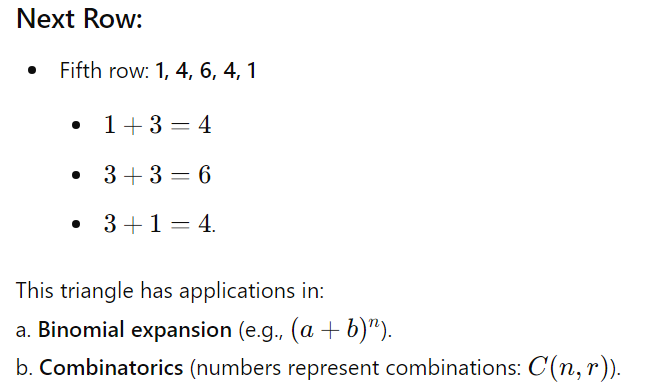 Next Row:
• Fifth row: 1, 4, 6, 4, 1
• 1 + 3 = 4
• 3 + 3 = 6
• 3 + 1 = 4.
This triangle has applications in:
a. Binomial expansion (e.g., (a + b)ⁿ).
b. Combinatorics (numbers represent combinations: C(n, r)).